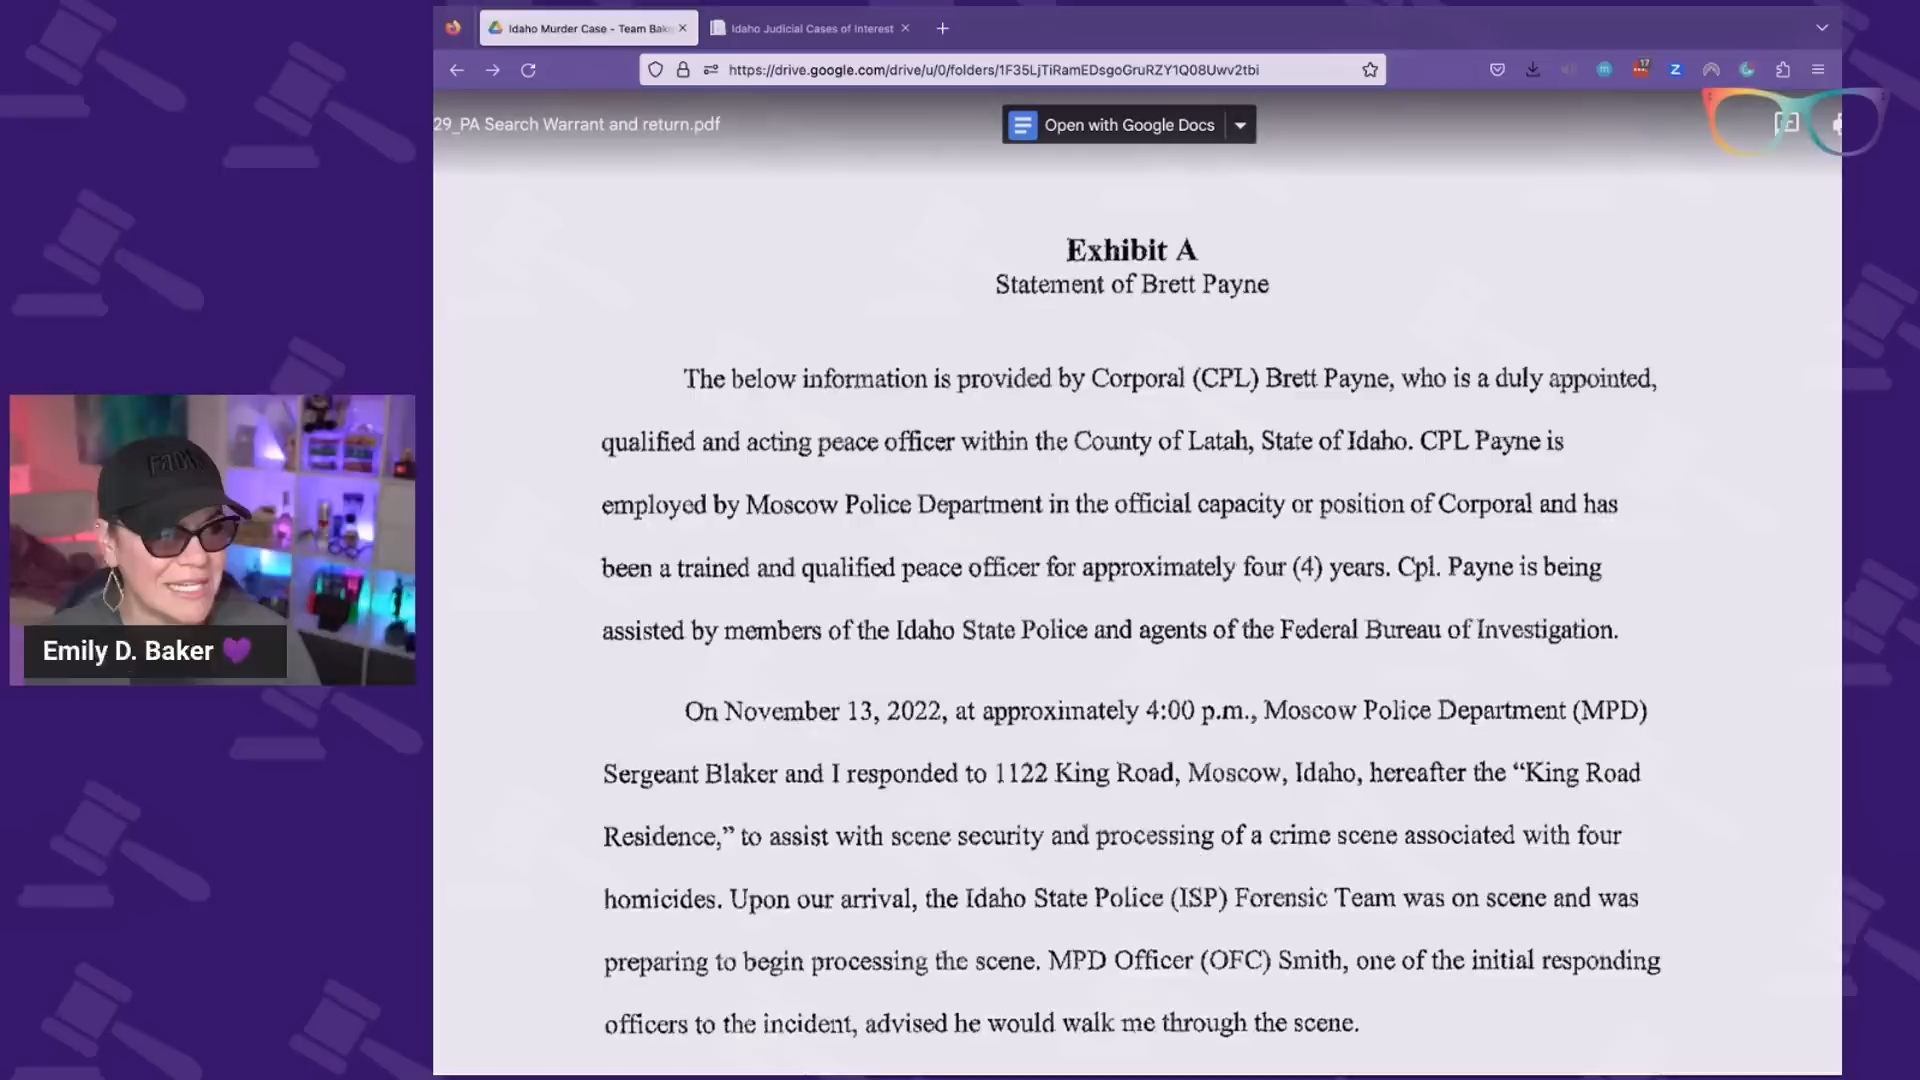 Idaho Murder Case - Team Bak
Idaho Judicial Cases of Interest
https://drive.google.com/drive/u/0/folders/1F35LjTiRamEDsgoGruRZY1Q08Uwv2tbi
17
29_PA Search Warrant and return.pdf
Open with Google Docs
Exhibit A
Statement of Brett Payne
The below information is provided by Corporal (CPL) Brett Payne, who is a duly appointed,
qualified and acting peace officer within the County of Latah, State of Idaho. CPL Payne is
employed by Moscow Police Department in the official capacity or position of Corporal and has
been a trained and qualified peace officer for approximately four (4) years. Cpl. Payne is being
assisted by members of the Idaho State Police and agents of the Federal Bureau of Investigation.
On November 13, 2022, at approximately 4:00 p.m., Moscow Police Department (MPD)
Sergeant Blaker and I responded to 1122 King Road, Moscow, Idaho, hereafter the “King Road
Residence,” to assist with scene security and processing of a crime scene associated with four
homicides. Upon our arrival, the Idaho State Police (ISP) Forensic Team was on scene and was
preparing to begin processing the scene. MPD Officer (OFC) Smith, one of the initial responding
officers to the incident, advised he would walk me through the scene.
Emily D. Baker 💜